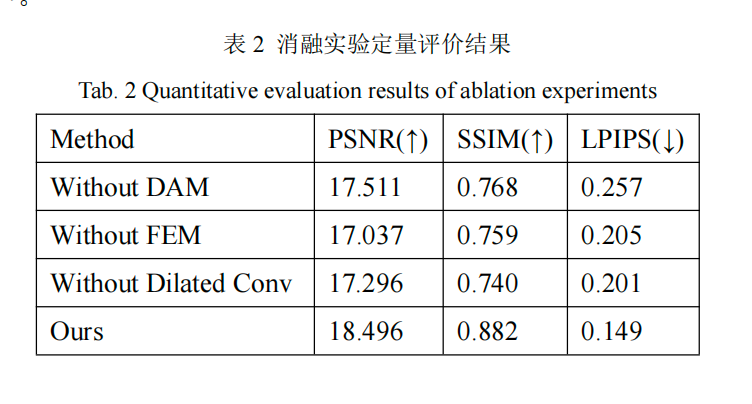 表 2 消融实验定量评价结果
Tab. 2 Quantitative evaluation results of ablation experiments
Method PSNR(↑) SSIM(↑) LPIPS(↓)
Without DAM 17.511 0.768 0.257
Without FEM 17.037 0.759 0.205
Without Dilated Conv 17.296 0.740 0.201
Ours 18.496 0.882 0.149